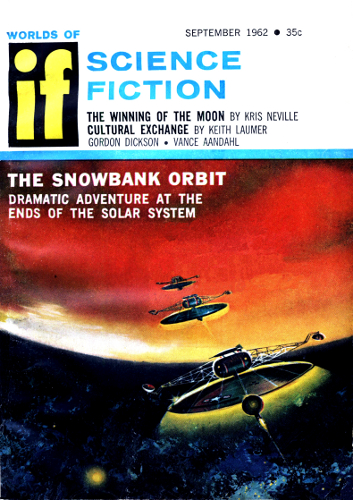 WORLDS OF
if
SEPTEMBER 1962 ● 35c
SCIENCE
FICTION
THE WINNING OF THE MOON BY KRIS NEVILLE
CULTURAL EXCHANGE BY KEITH LAUMER
GORDON DICKSON • VANCE AANDAHL
THE SNOWBANK ORBIT
DRAMATIC ADVENTURE AT THE
ENDS OF THE SOLAR SYSTEM